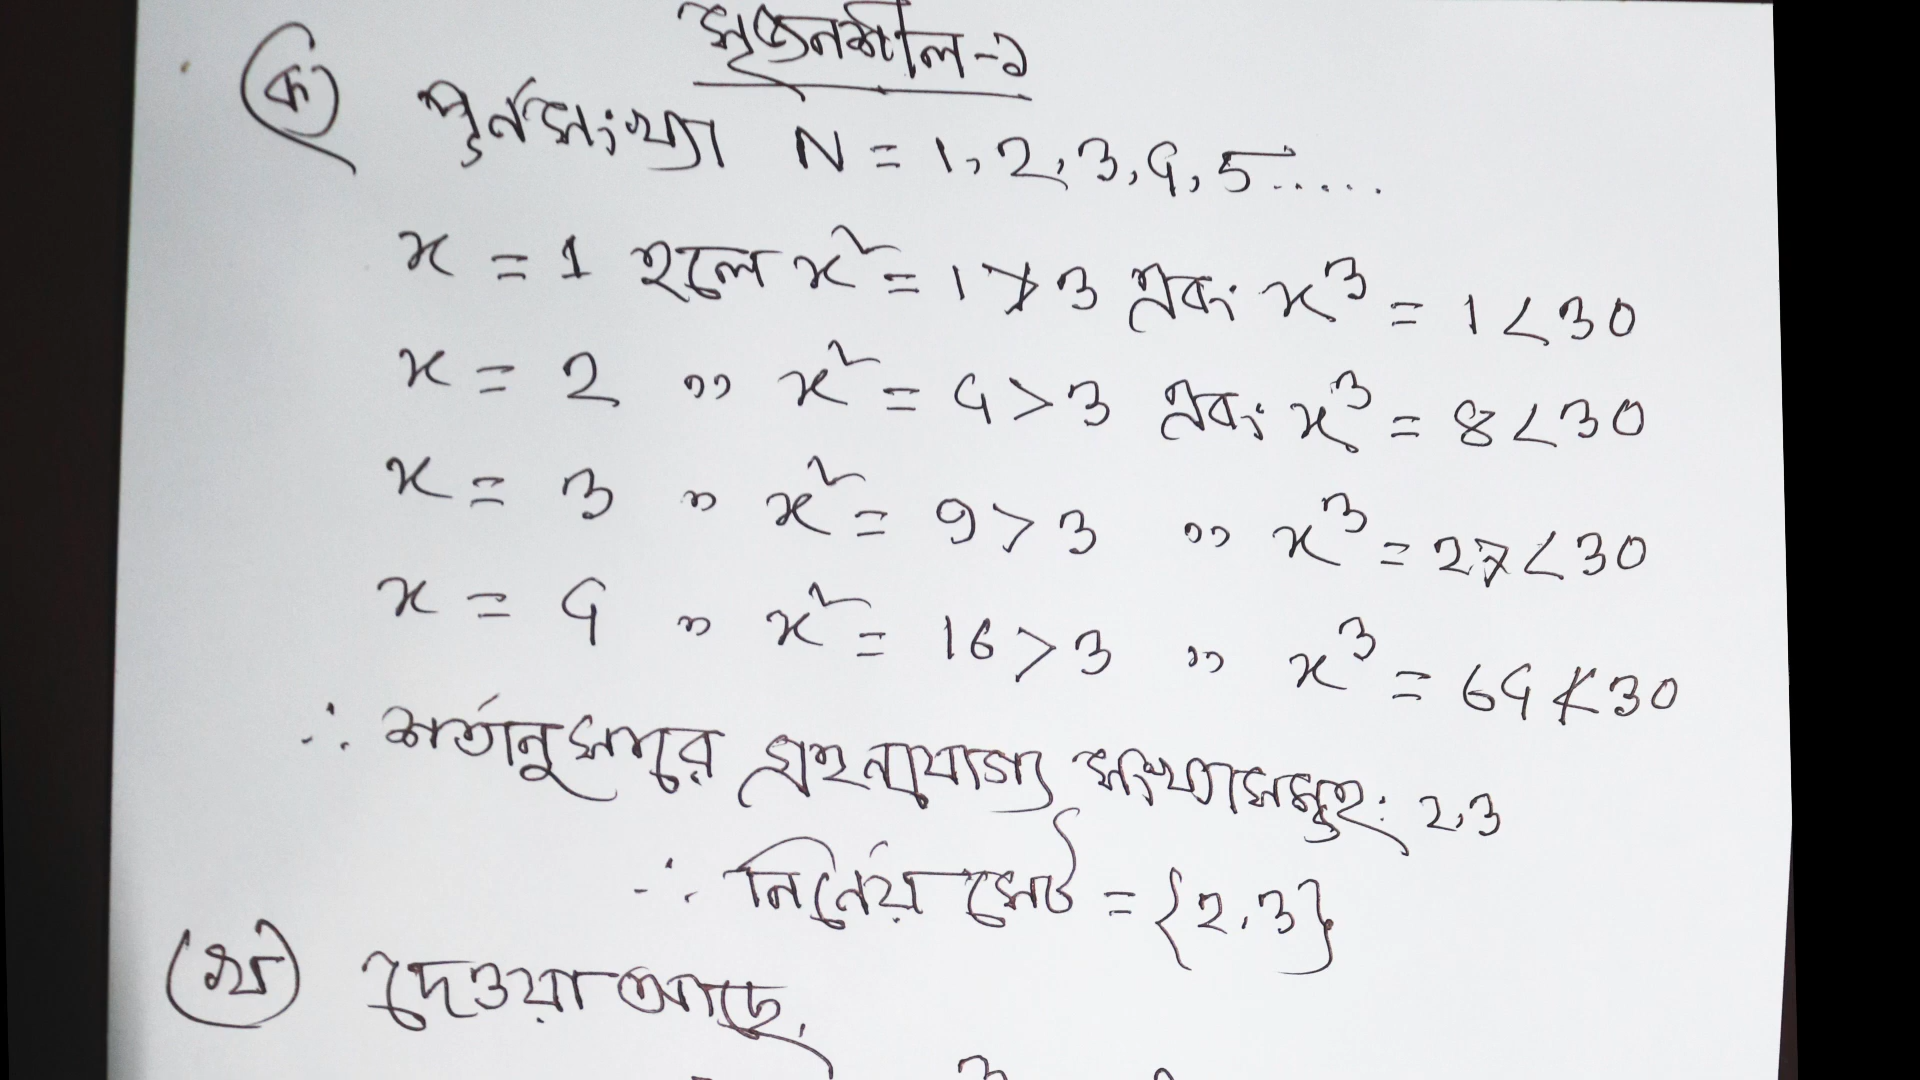 সৃজনশীল-১
(ক) পূর্নসংখ্যা N = 1, 2, 3, 4, 5.....
x = 1 হলে x² = 1 ≯ 3 এবং x³ = 1 < 30
x = 2 " x² = 4 > 3 এবং x³ = 8 < 30
x = 3 " x² = 9 > 3 " x³ = 27 < 30
x = 4 " x² = 16 > 3 " x³ = 64 ≮ 30
∴ শর্তানুসারে গ্রহনযোগ্য সংখ্যাসমুহ: 2,3
∴ নির্নেয় সেট = {2, 3}
(খ) দেওয়া আছে,